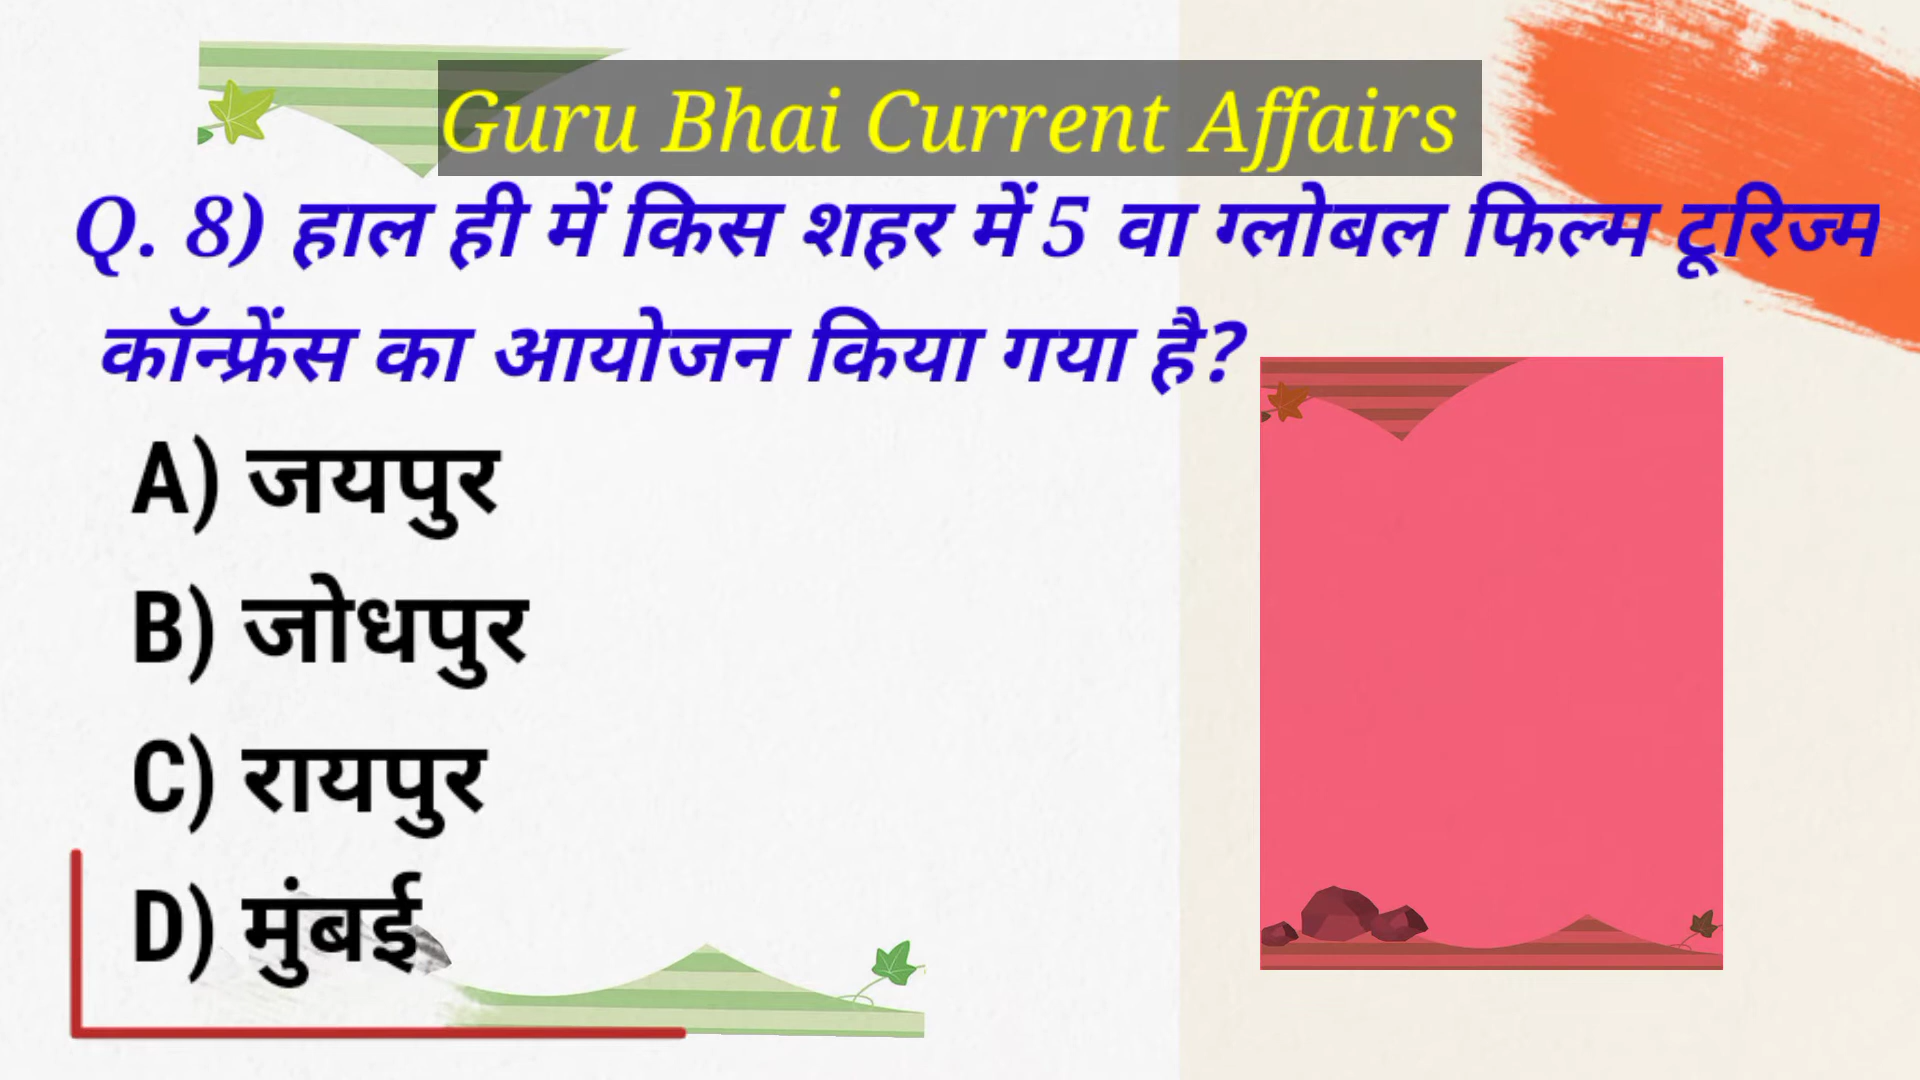 Guru Bhai Current Affairs
Q. 8) हाल ही में किस शहर में 5 वा ग्लोबल फिल्म टूरिज्म
कॉन्फ्रेंस का आयोजन किया गया है?
A) जयपुर
B) जोधपुर
C) रायपुर
D) मुंबई